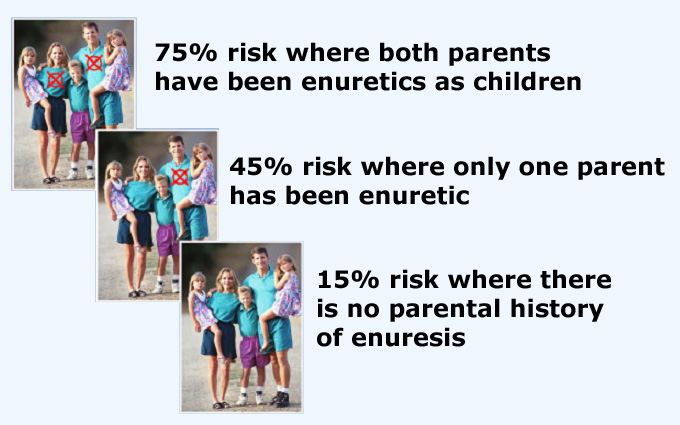 75% risk where both parents
have been enuretics as children
45% risk where only one parent
has been enuretic
15% risk where there
is no parental history
of enuresis